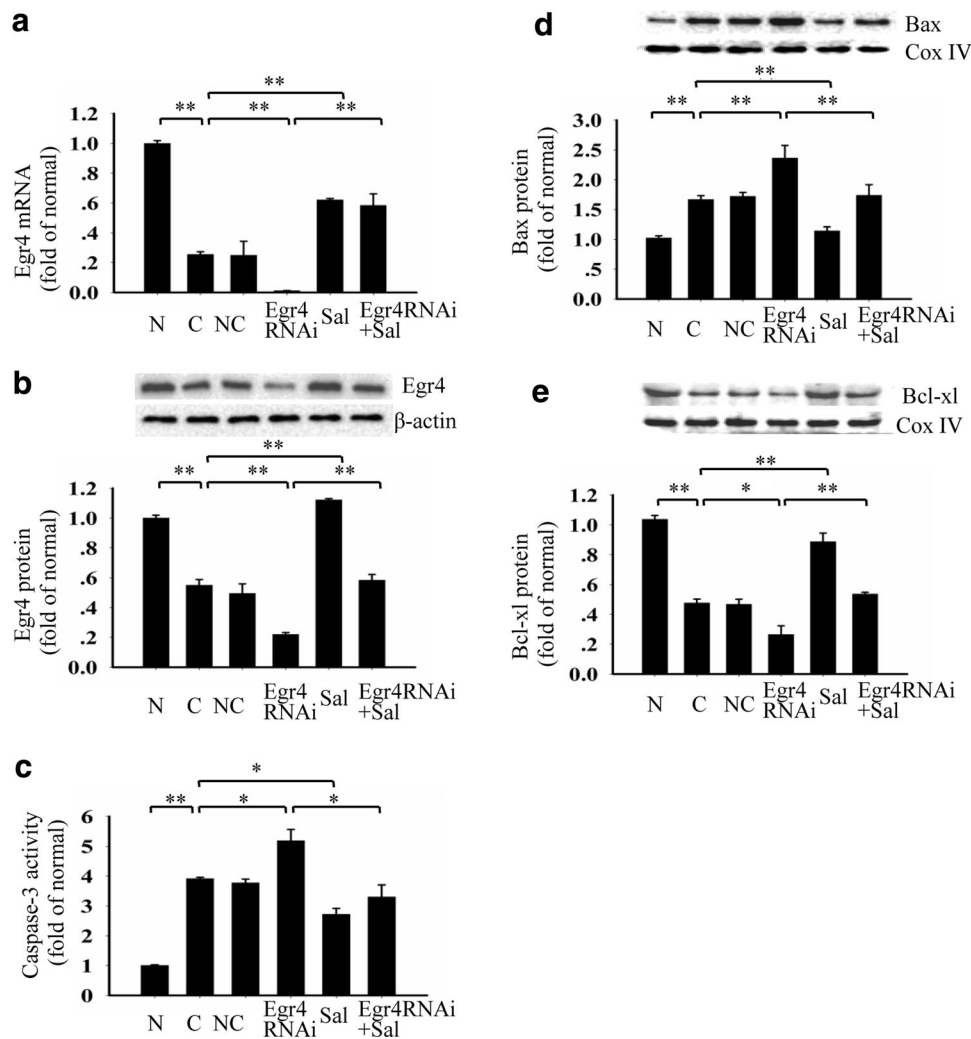 a
**
**
**
**
1.2
1.0
.8
.6
.4
.2
0.0
Egr4 mRNA
(fold of normal)
N
C
NC
Egr4
RNAi
Sal
Egr4RNAi
+Sal
b
Egr4
β-actin
**
**
**
**
1.2
1.0
.8
.6
.4
.2
0.0
Egr4 protein
(fold of normal)
N
C
NC
Egr4
RNAi
Sal
Egr4RNAi
+Sal
c
*
**
*
*
6
5
4
3
2
1
0
Caspase-3 activity
(fold of normal)
N
C
NC
Egr4
RNAi
Sal
Egr4RNAi
+Sal
d
Bax
Cox IV
**
**
**
**
3.0
2.5
2.0
1.5
1.0
.5
0.0
Bax protein
(fold of normal)
N
C
NC
Egr4
RNAi
Sal
Egr4RNAi
+Sal
e
Bcl-xl
Cox IV
**
**
*
**
1.2
1.0
.8
.6
.4
.2
0.0
Bcl-xl protein
(fold of normal)
N
C
NC
Egr4
RNAi
Sal
Egr4RNAi
+Sal